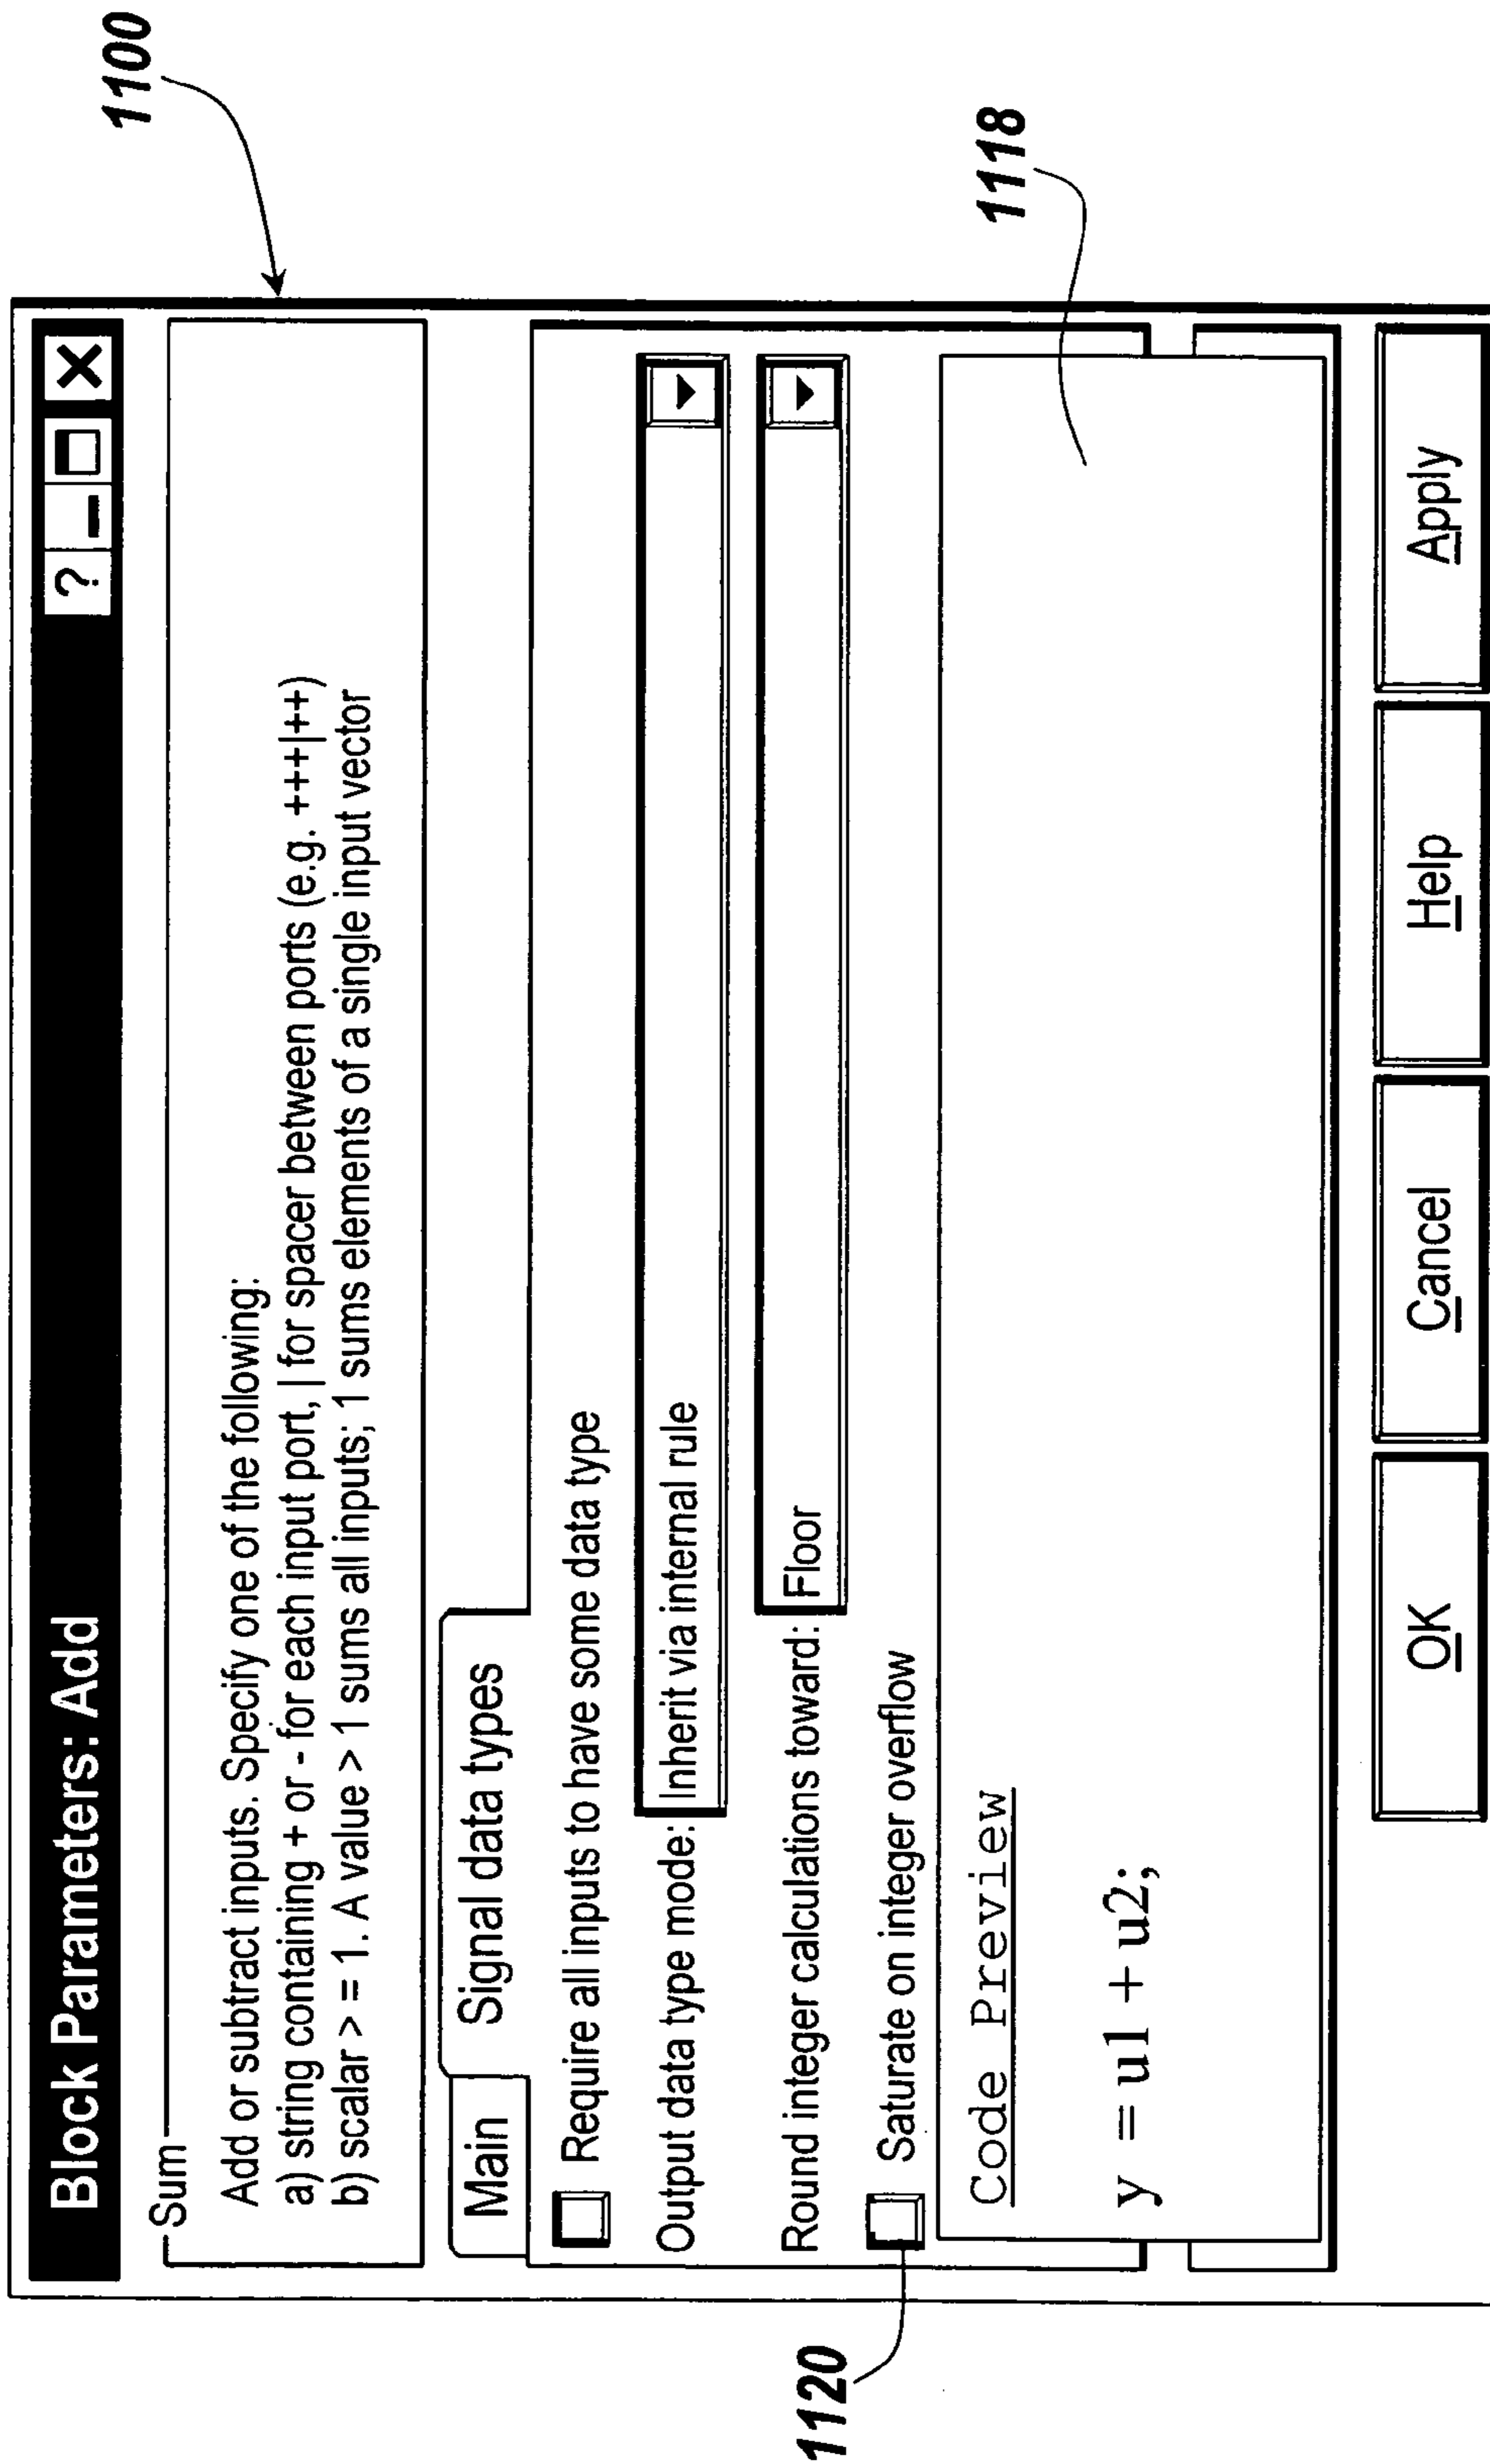 1100
Block Parameters: Add
?
Sum
Add or subtract inputs. Specify one of the following:
a) string containing + or - for each input port, | for spacer between ports (e.g. +++|++)
b) scalar > = 1. A value > 1 sums all inputs; 1 sums elements of a single input vector
Main Signal data types
Require all inputs to have some data type
Output data type mode: Inherit via internal rule
Round integer calculations toward: Floor
1120
Saturate on integer overflow
1118
Code Preview
y = u1 + u2;
OK Cancel Help Apply